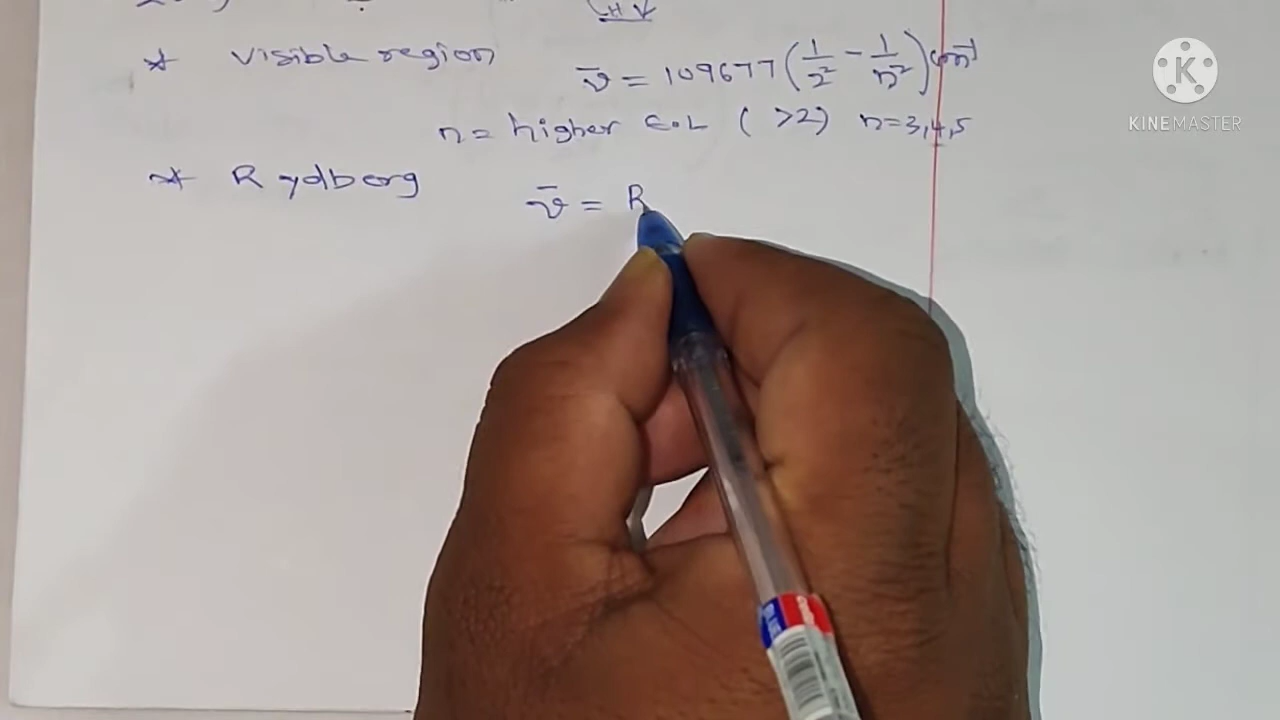 * visible region ν̄ = 109677 (1/2² − 1/n²) cm⁻¹
n = higher E.L (>2) n=3,4,5
* Rydberg ν̄ = R
K
KINEMASTER